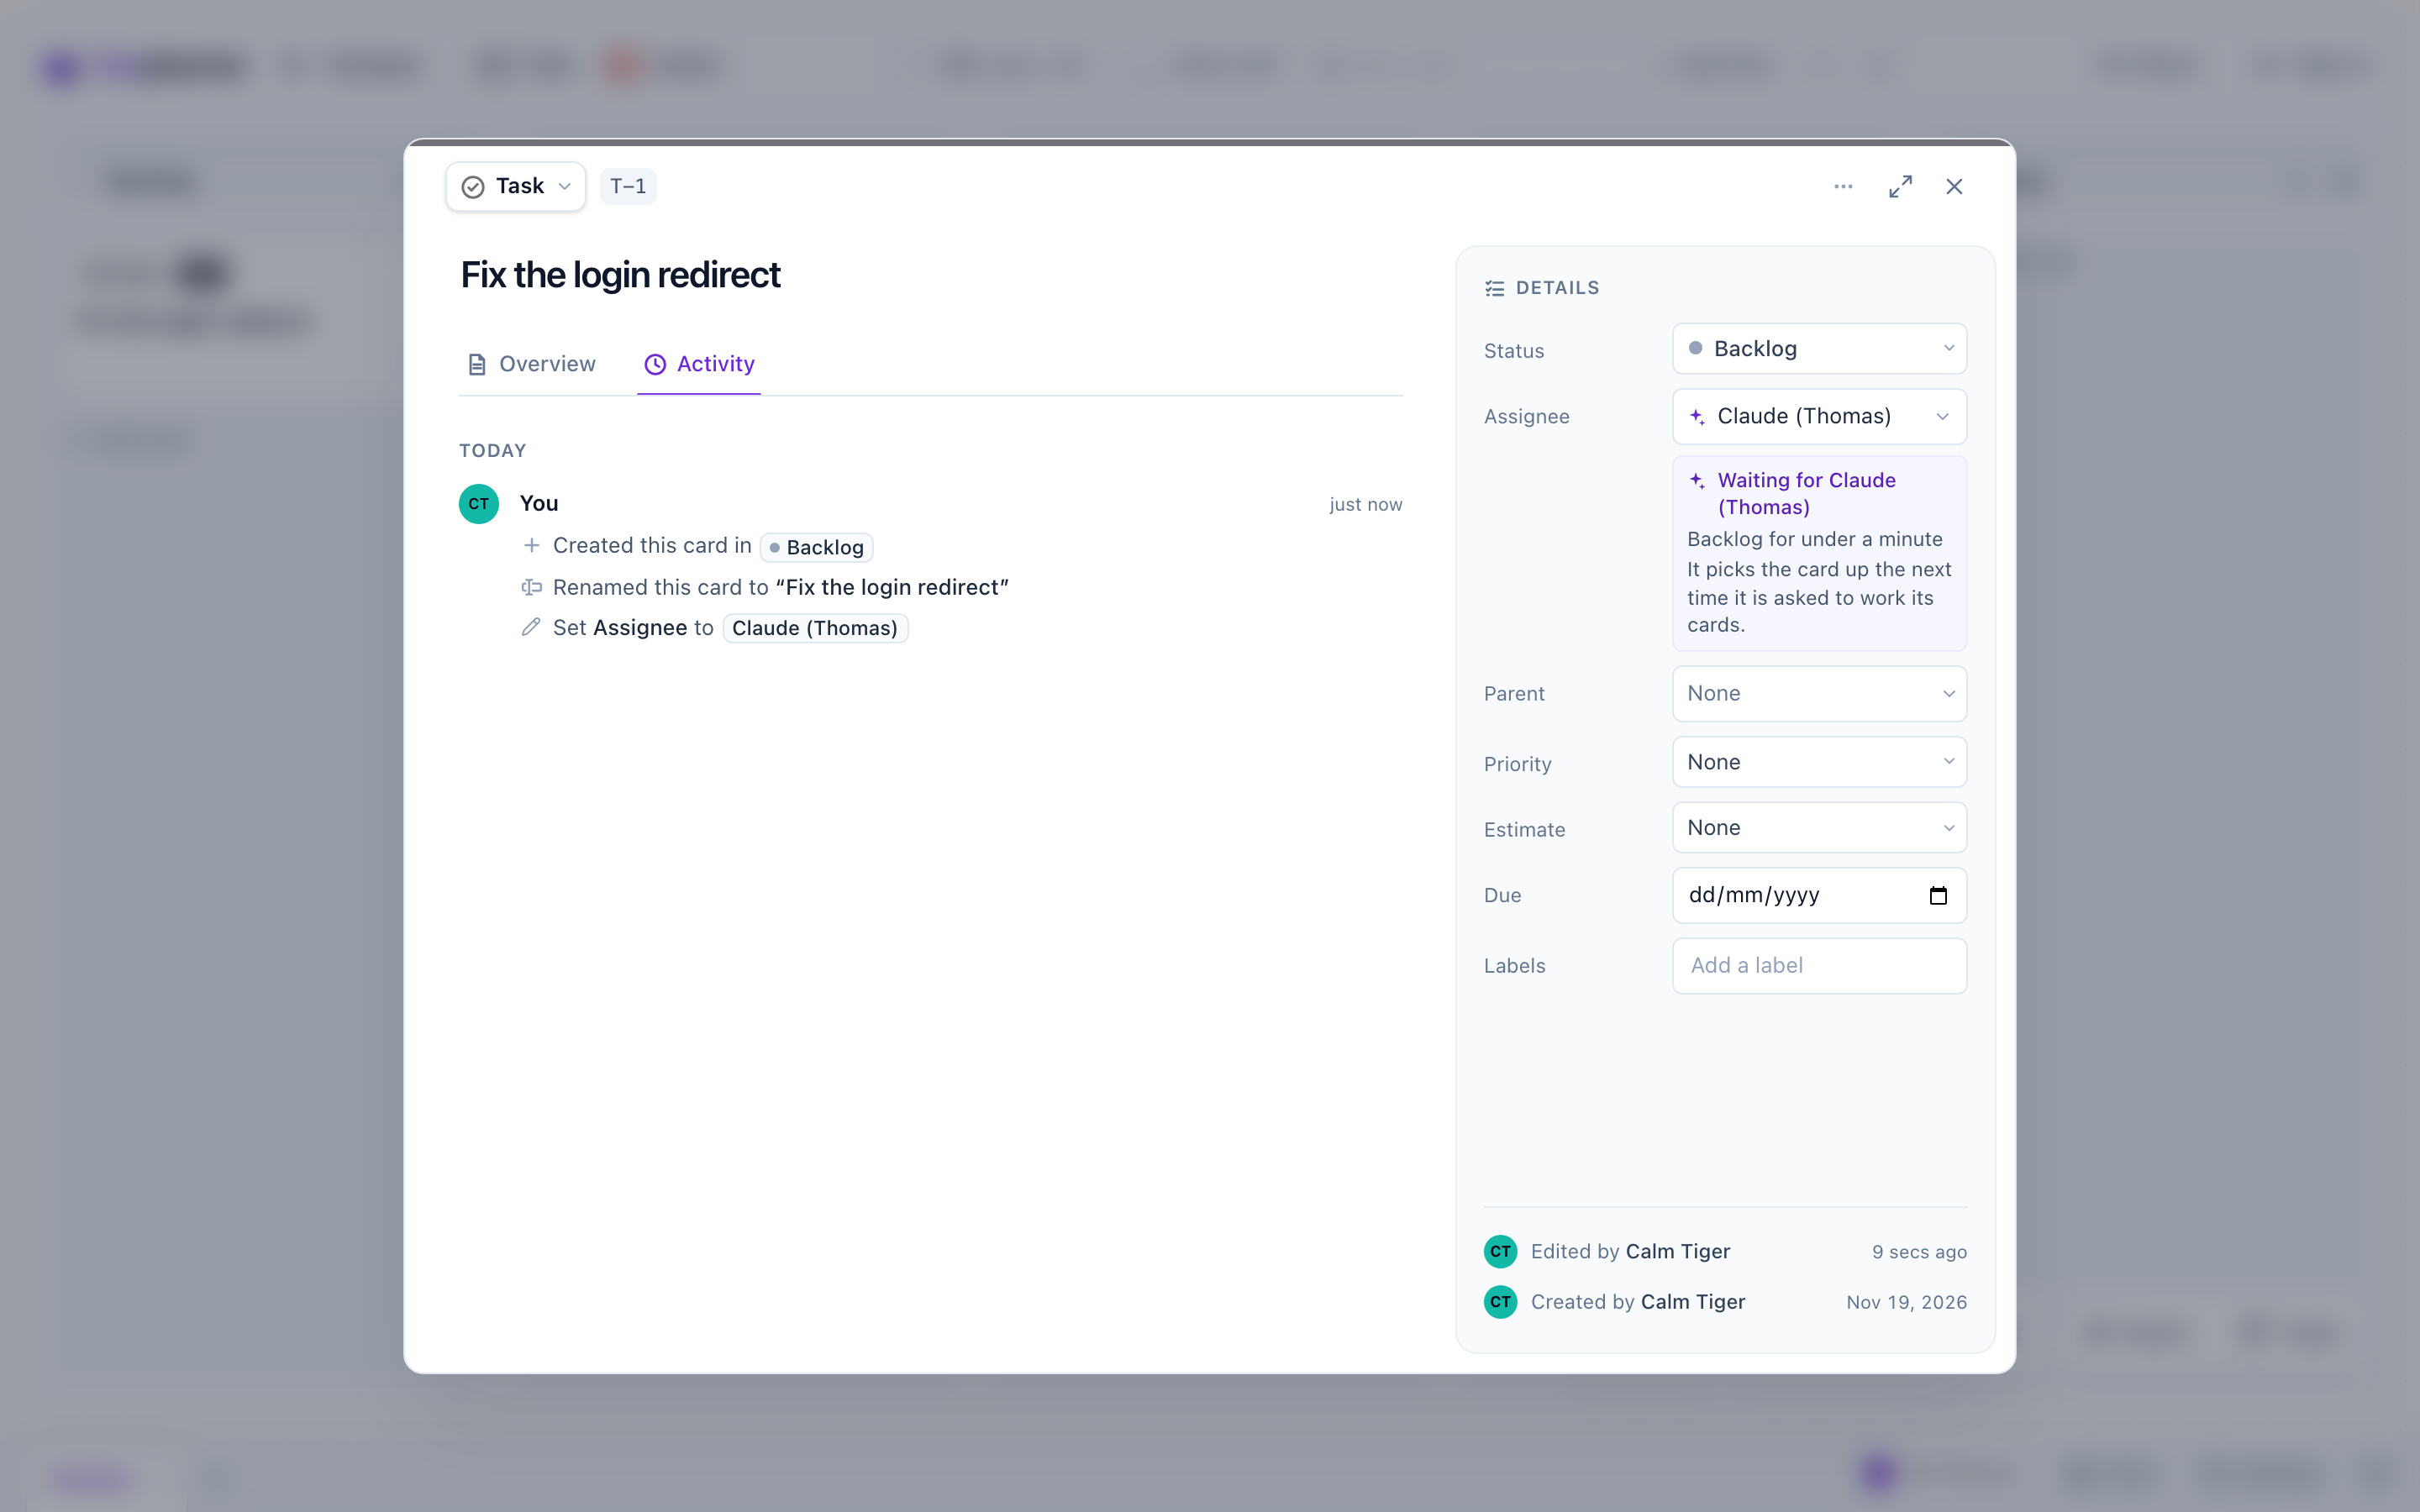 Task
T–1
Fix the login redirect
Overview
Activity
TODAY
CT
You
just now
Created this card in Backlog
Renamed this card to “Fix the login redirect”
Set Assignee to Claude (Thomas)
DETAILS
Status
Backlog
Assignee
Claude (Thomas)
Waiting for Claude
(Thomas)
Backlog for under a minute
It picks the card up the next
time it is asked to work its
cards.
Parent
None
Priority
None
Estimate
None
Due
dd/mm/yyyy
Labels
Add a label
CT
Edited by Calm Tiger
9 secs ago
CT
Created by Calm Tiger
Nov 19, 2026